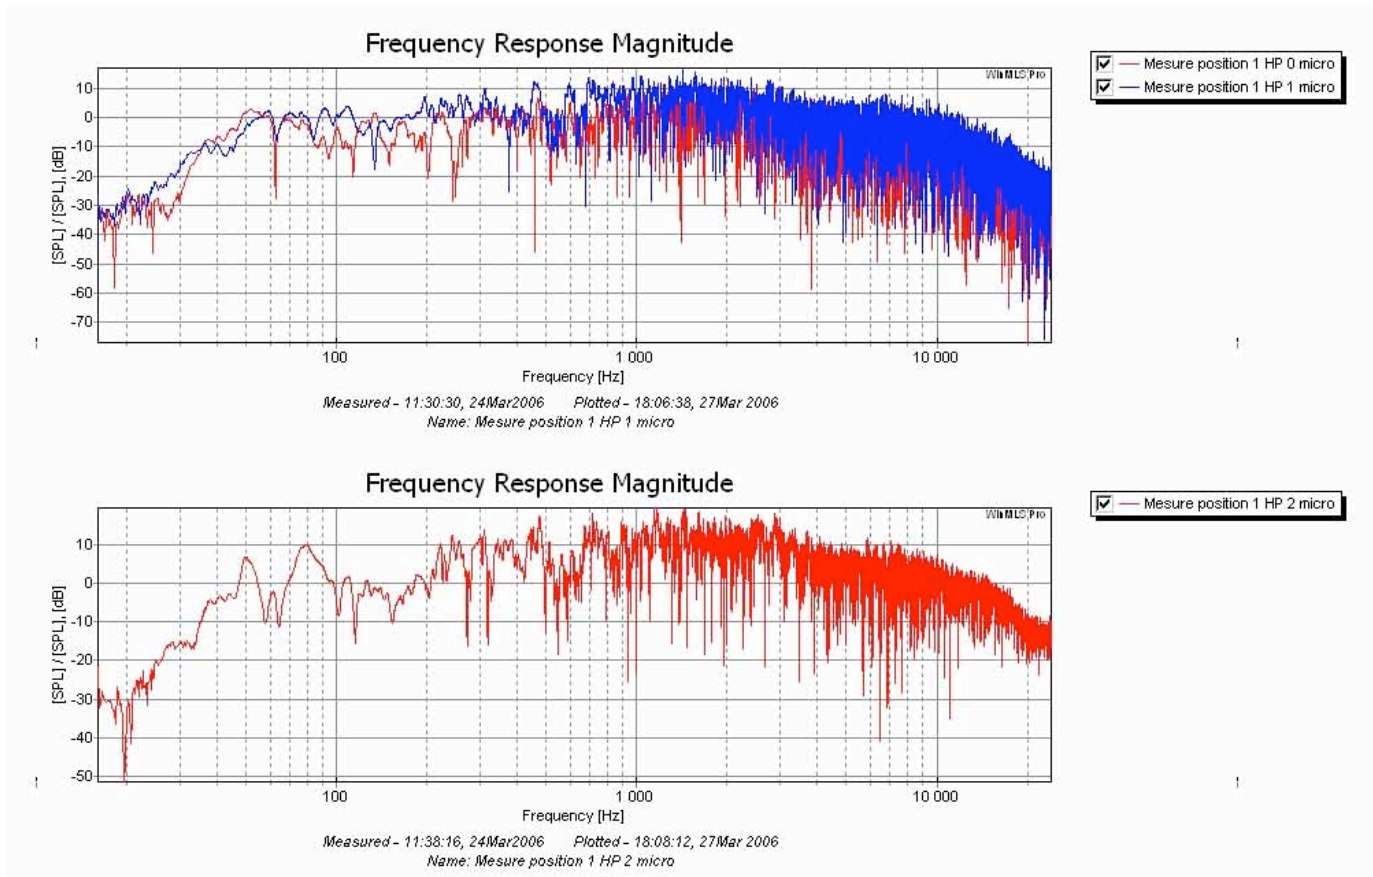 Frequency Response Magnitude
WinMLS Pro
Mesure position 1 HP 0 micro
Mesure position 1 HP 1 micro
[SPL] / [SPL], [dB]
10
0
-10
-20
-30
-40
-50
-60
-70
100
1 000
10 000
Frequency [Hz]
Measured - 11:30:30, 24Mar2006 Plotted - 18:06:38, 27Mar 2006
Name: Mesure position 1 HP 1 micro
Frequency Response Magnitude
WinMLS Pro
Mesure position 1 HP 2 micro
[SPL] / [SPL], [dB]
10
0
-10
-20
-30
-40
-50
100
1 000
10 000
Frequency [Hz]
Measured - 11:38:16, 24Mar2006 Plotted - 18:08:12, 27Mar 2006
Name: Mesure position 1 HP 2 micro